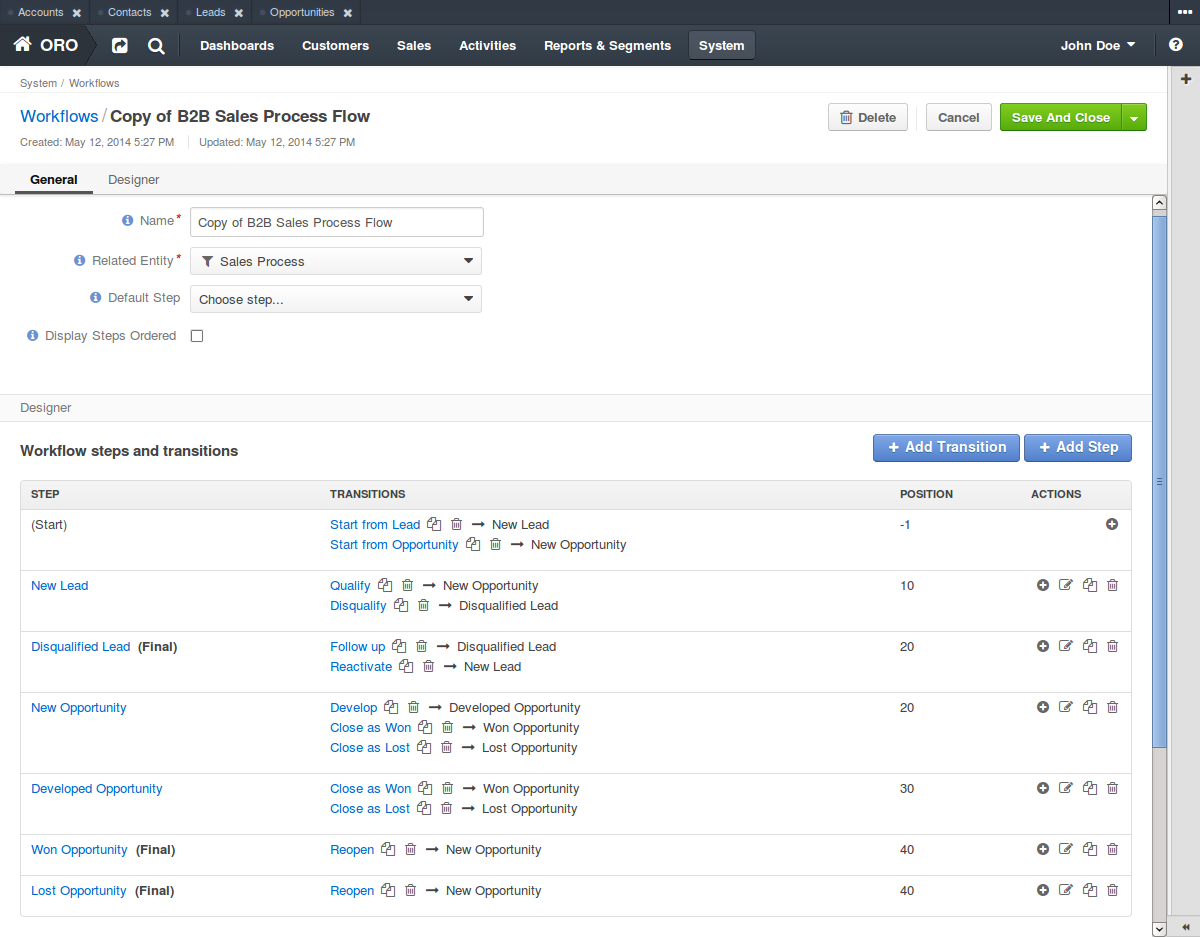 Accounts Contacts Leads Opportunities
ORO Dashboards Customers Sales Activities Reports & Segments System John Doe
System / Workflows
Workflows / Copy of B2B Sales Process Flow Delete Cancel Save And Close
Created: May 12, 2014 5:27 PM Updated: May 12, 2014 5:27 PM
General Designer
Name* Copy of B2B Sales Process Flow
Related Entity* Sales Process
Default Step Choose step...
Display Steps Ordered
Designer
Workflow steps and transitions + Add Transition + Add Step
STEP TRANSITIONS POSITION ACTIONS
(Start) Start from Lead → New Lead -1
Start from Opportunity → New Opportunity
New Lead Qualify → New Opportunity 10
Disqualify → Disqualified Lead
Disqualified Lead (Final) Follow up → Disqualified Lead 20
Reactivate → New Lead
New Opportunity Develop → Developed Opportunity 20
Close as Won → Won Opportunity
Close as Lost → Lost Opportunity
Developed Opportunity Close as Won → Won Opportunity 30
Close as Lost → Lost Opportunity
Won Opportunity (Final) Reopen → New Opportunity 40
Lost Opportunity (Final) Reopen → New Opportunity 40